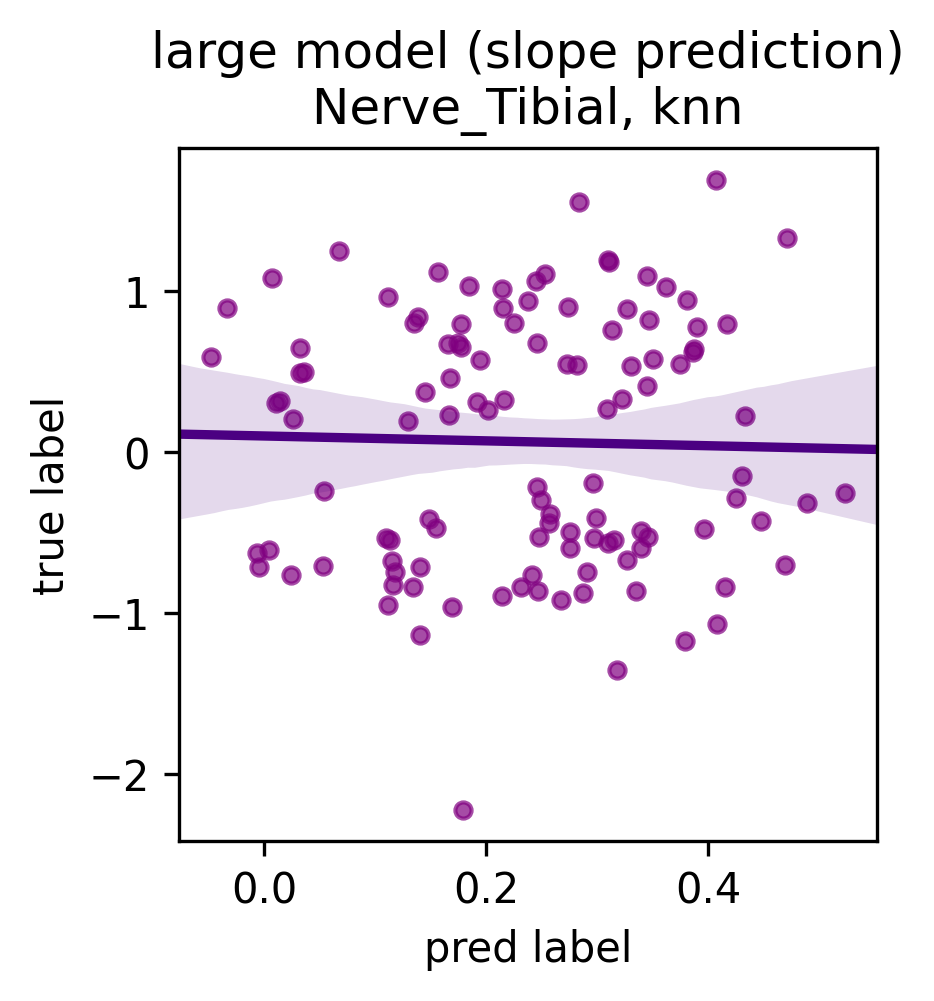 large model (slope prediction)
Nerve_Tibial, knn
1
0
−1
−2
true label
0.0 0.2 0.4
pred label